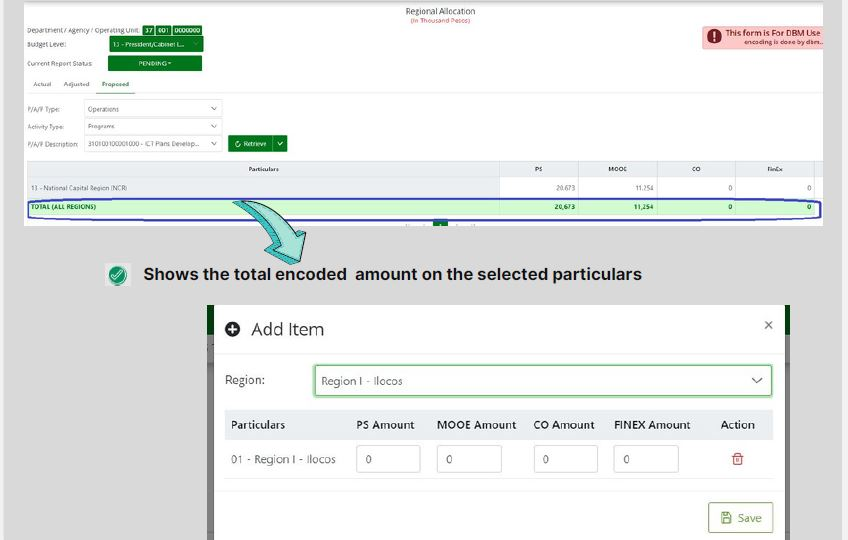 Regional Allocation
(In Thousand Pesos)
Department / Agency / Operating Unit: 37 001 0000000
Budget Level: 13 - President/Cabinet L...
Current Report Status: PENDING
This form is For DBM Use
encoding is done by dbm...
Actual Adjusted Proposed
P/A/P Type: Operations
Activity Type: Programs
P/A/P Description: 310100100001000 - ICT Plans Develop... Retrieve
Particulars PS MOOE CO FinEx
13 - National Capital Region (NCR) 20,673 11,254 0 0
TOTAL (ALL REGIONS) 20,673 11,254 0 0
Shows the total encoded amount on the selected particulars
Add Item ×
Region: Region I - Ilocos
Particulars PS Amount MOOE Amount CO Amount FINEX Amount Action
01 - Region I - Ilocos 0 0 0 0
Save